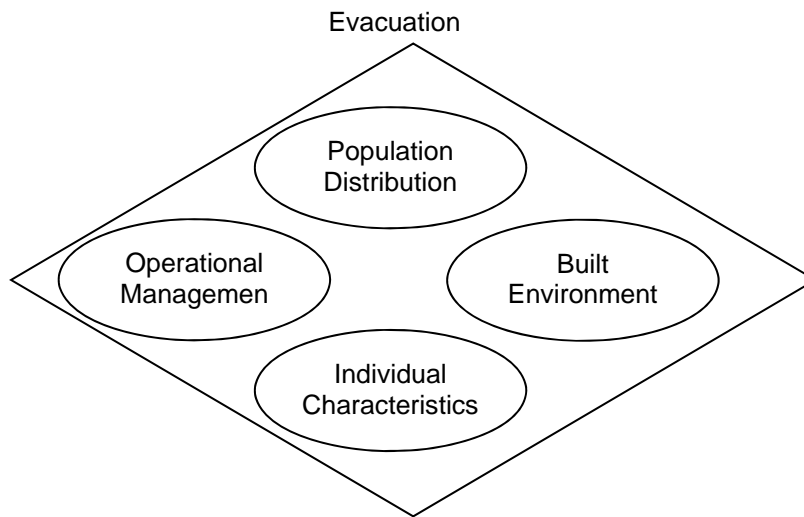 Evacuation
Population
Distribution
Operational
Managemen
Built
Environment
Individual
Characteristics